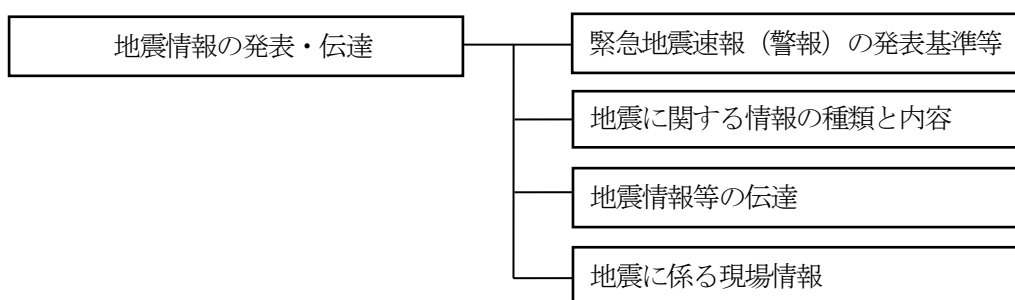 地震情報の発表・伝達
緊急地震速報（警報）の発表基準等
地震に関する情報の種類と内容
地震情報等の伝達
地震に係る現場情報